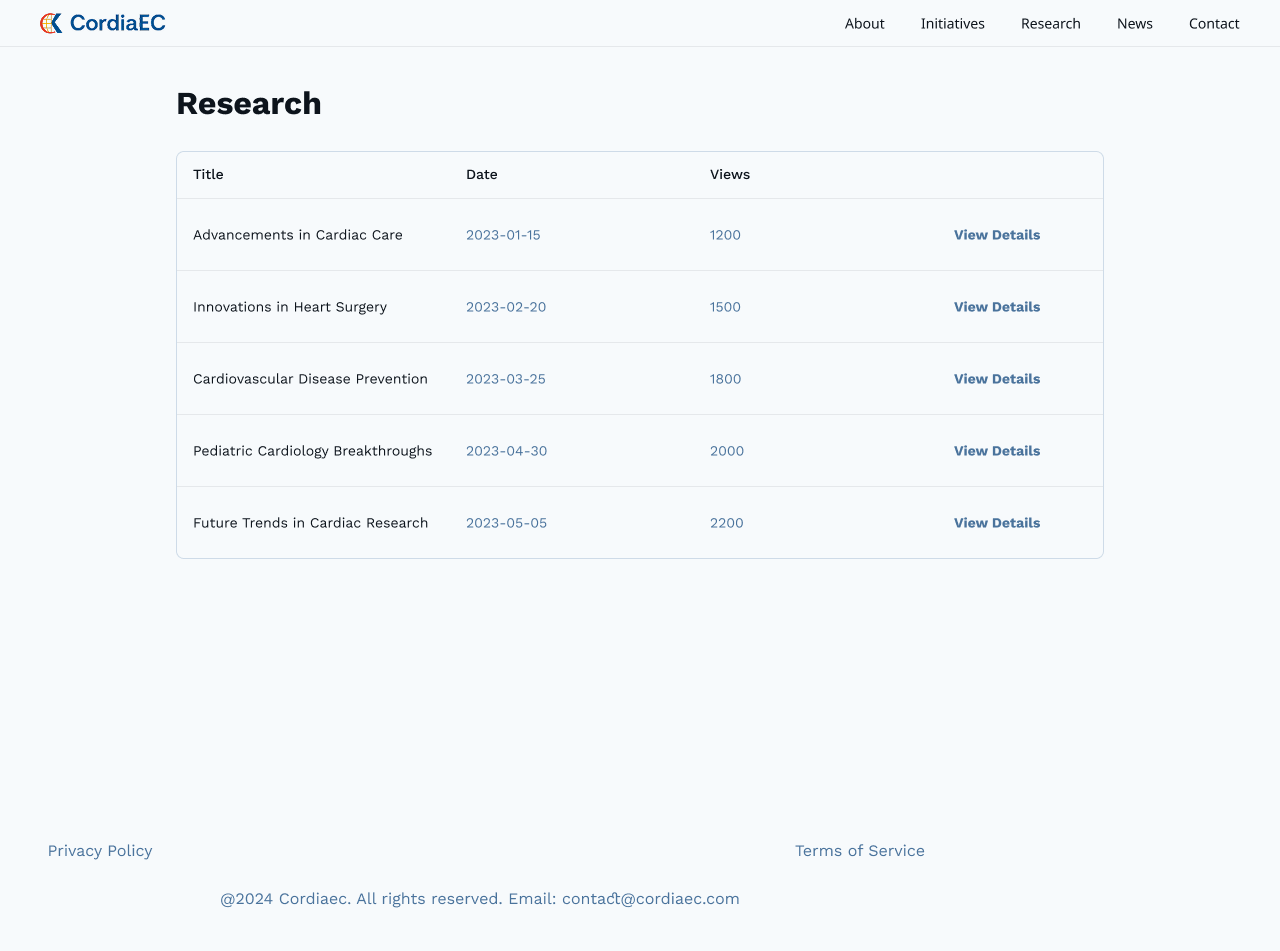 CordiaEC About Initiatives Research News Contact
Research
Title Date Views
Advancements in Cardiac Care 2023-01-15 1200 View Details
Innovations in Heart Surgery 2023-02-20 1500 View Details
Cardiovascular Disease Prevention 2023-03-25 1800 View Details
Pediatric Cardiology Breakthroughs 2023-04-30 2000 View Details
Future Trends in Cardiac Research 2023-05-05 2200 View Details
Privacy Policy Terms of Service
@2024 Cordiaec. All rights reserved. Email: contact@cordiaec.com